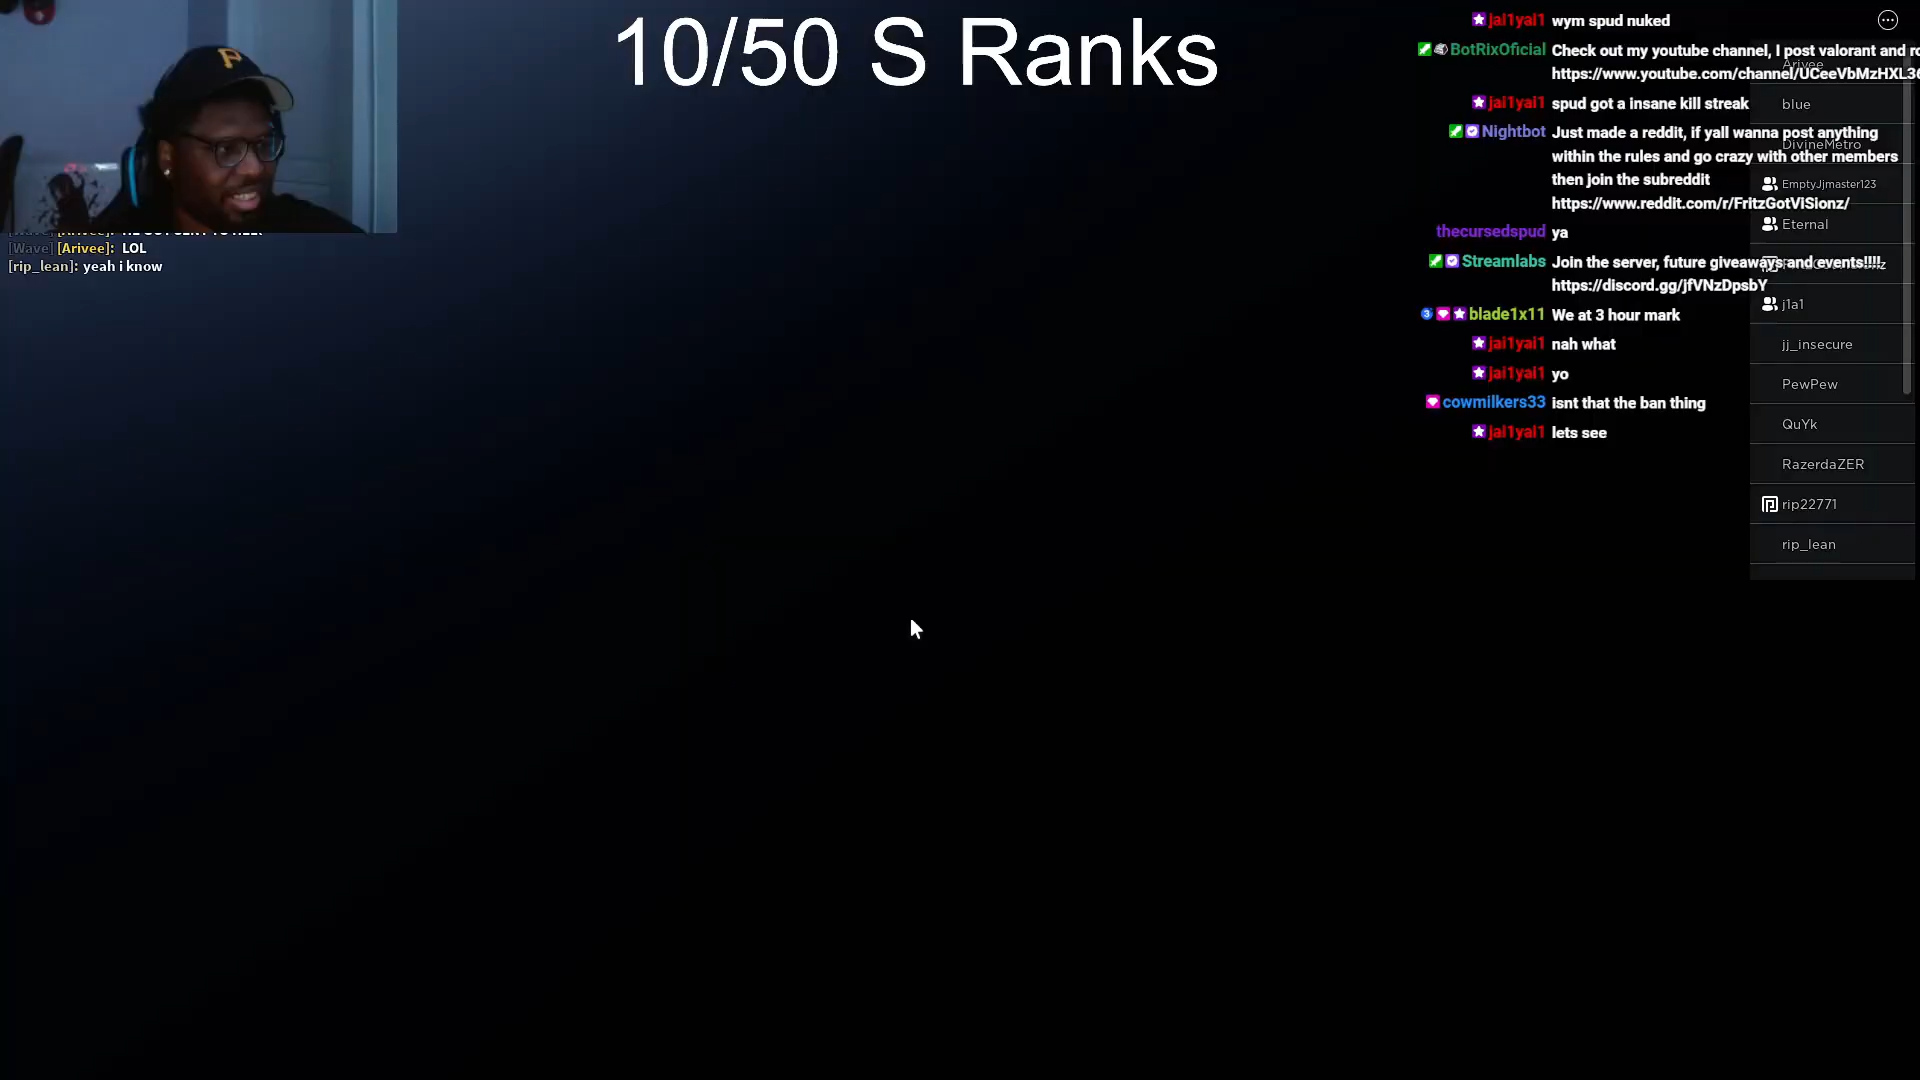 10/50 S Ranks
P
[Wave] [Arivee]: LOL
[rip_lean]: yeah i know
jai1yai1 wym spud nuked
BotRixOficial Check out my youtube channel, I post valorant and ro
https://www.youtube.com/channel/UCeeVbMzHXL36
jai1yai1 spud got a insane kill streak
Nightbot Just made a reddit, if yall wanna post anything
within the rules and go crazy with other members
then join the subreddit
https://www.reddit.com/r/FritzGotViSionz/
thecursedspud ya
Streamlabs Join the server, future giveaways and events!!!!,
https://discord.gg/jfVNzDpsbY
3 blade1x11 We at 3 hour mark
jai1yai1 nah what
jai1yai1 yo
cowmilkers33 isnt that the ban thing
jai1yai1 lets see
Arivee
blue
DivineMetro
EmptyJjmaster123
Eternal
j1a1
jj_insecure
PewPew
QuYk
RazerdaZER
rip22771
rip_lean